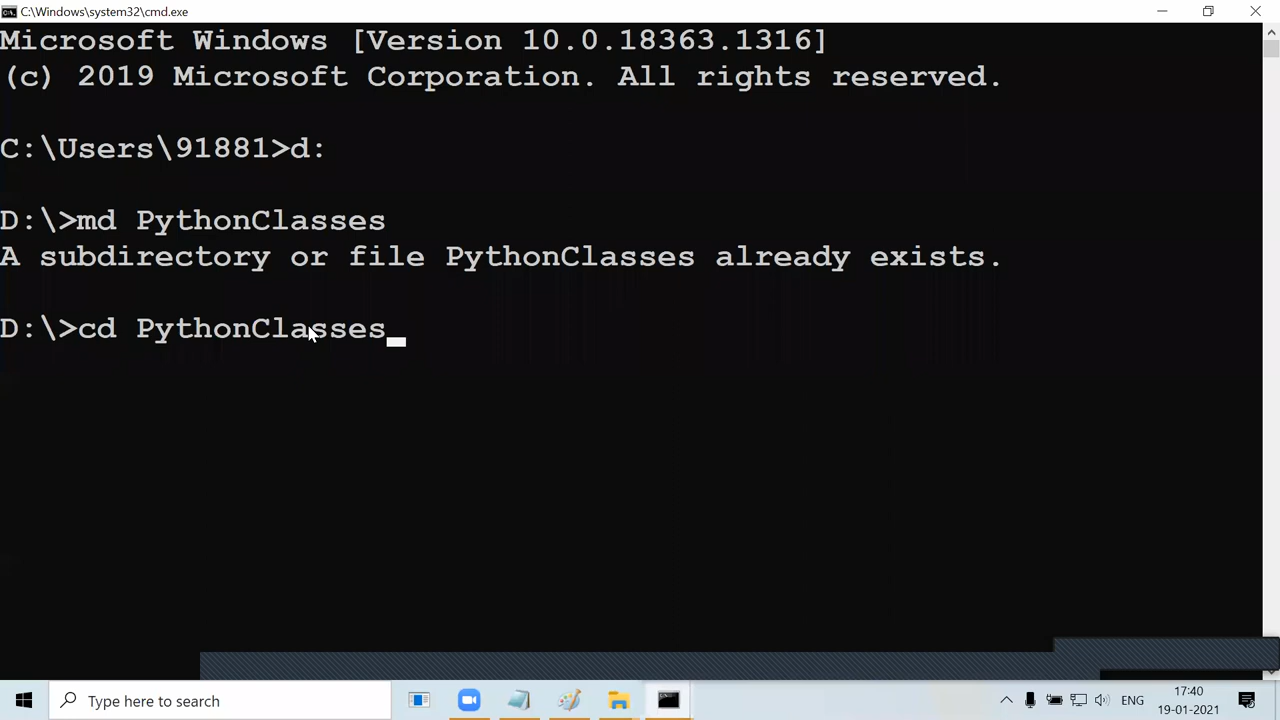 C:\Windows\system32\cmd.exe
Microsoft Windows [Version 10.0.18363.1316]
(c) 2019 Microsoft Corporation. All rights reserved.
C:\Users\91881>d:
D:\>md PythonClasses
A subdirectory or file PythonClasses already exists.
D:\>cd PythonClasses_
Type here to search
ENG
17:40
19-01-2021